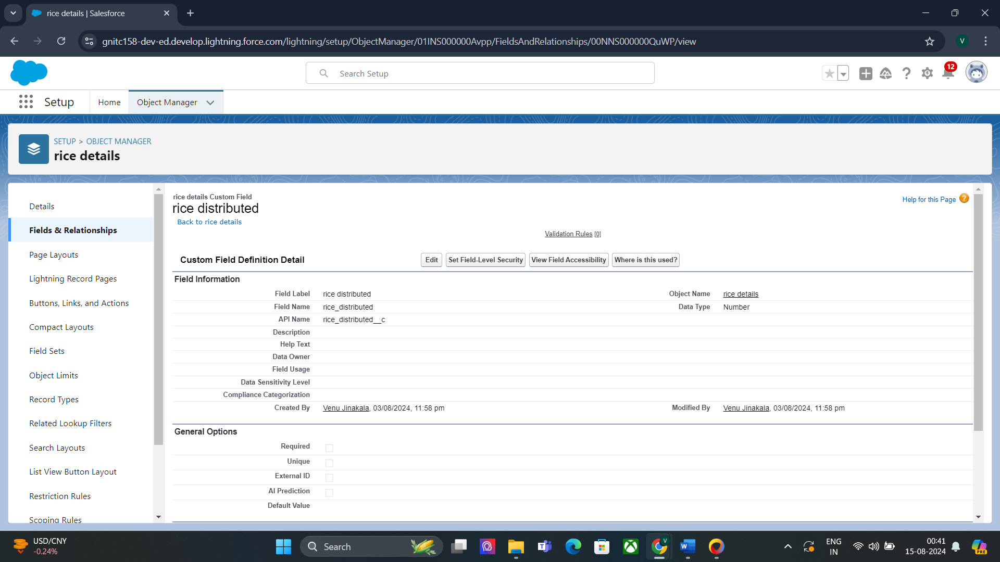 rice details | Salesforce
gnitc158-dev-ed.develop.lightning.force.com/lightning/setup/ObjectManager/01INS000000Avpp/FieldsAndRelationships/00NNS000000QuWP/view
V
Search Setup
12
Setup
Home
Object Manager
SETUP > OBJECT MANAGER
rice details
Details
Fields & Relationships
Page Layouts
Lightning Record Pages
Buttons, Links, and Actions
Compact Layouts
Field Sets
Object Limits
Record Types
Related Lookup Filters
Search Layouts
List View Button Layout
Restriction Rules
Scoping Rules
rice details Custom Field
rice distributed
Back to rice details
Help for this Page
Validation Rules [0]
Custom Field Definition Detail
Edit
Set Field-Level Security
View Field Accessibility
Where is this used?
Field Information
Field Label rice distributed Object Name rice details
Field Name rice_distributed Data Type Number
API Name rice_distributed__c
Description
Help Text
Data Owner
Field Usage
Data Sensitivity Level
Compliance Categorization
Created By Venu Jinakala, 03/08/2024, 11:58 pm Modified By Venu Jinakala, 03/08/2024, 11:58 pm
General Options
Required
Unique
External ID
AI Prediction
Default Value
USD/CNY
-0.24%
Search
V
ENG
IN
00:41
15-08-2024
PRE